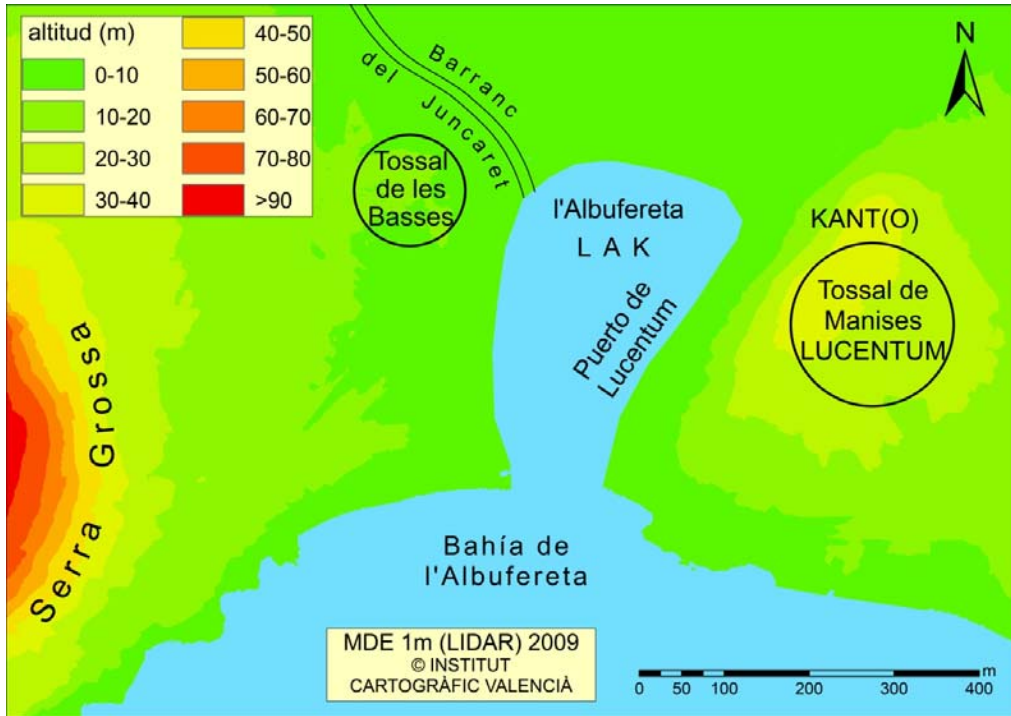 altitud (m)
0-10
10-20
20-30
30-40
40-50
50-60
60-70
70-80
>90
Barranc
del Juncaret
Tossal
de les
Basses
l'Albufereta
LAK
Puerto de
Lucentum
KANT(O)
Tossal de
Manises
LUCENTUM
N
Serra Grossa
Bahía de
l'Albufereta
MDE 1m (LIDAR) 2009
© INSTITUT
CARTOGRÀFIC VALENCIÀ
m
0 25 50 100 200 300 400